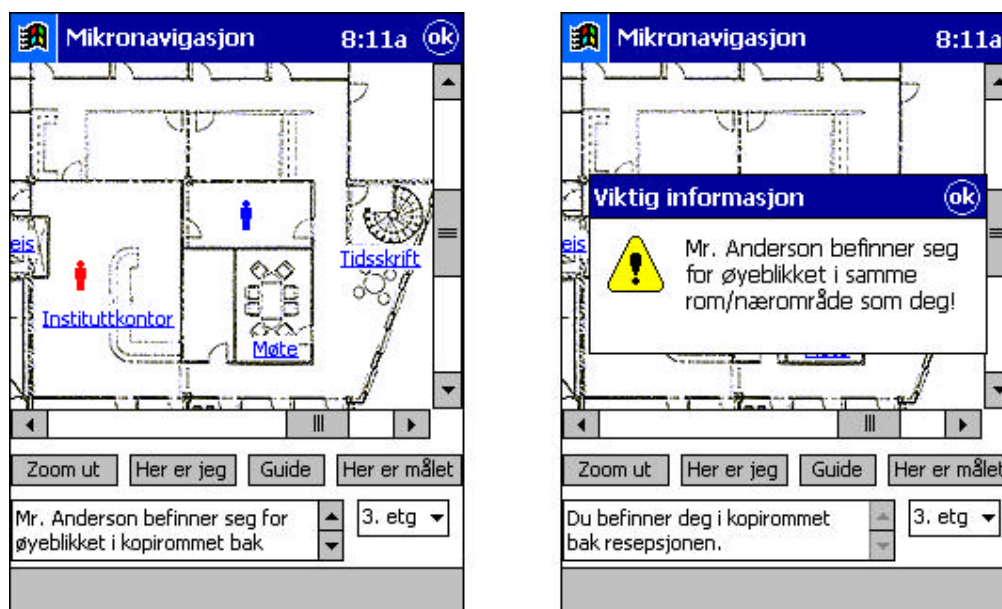 Mikronavigasjon 8:11a ok
eis
Tidsskrift
Instituttkontor
Møte
Zoom ut Her er jeg Guide Her er målet
Mr. Anderson befinner seg for
øyeblikket i kopirommet bak
3. etg
Mikronavigasjon 8:11a
Viktig informasjon ok
Mr. Anderson befinner seg
for øyeblikket i samme
rom/nærområde som deg!
eis
Zoom ut Her er jeg Guide Her er målet
Du befinner deg i kopirommet
bak resepsjonen.
3. etg